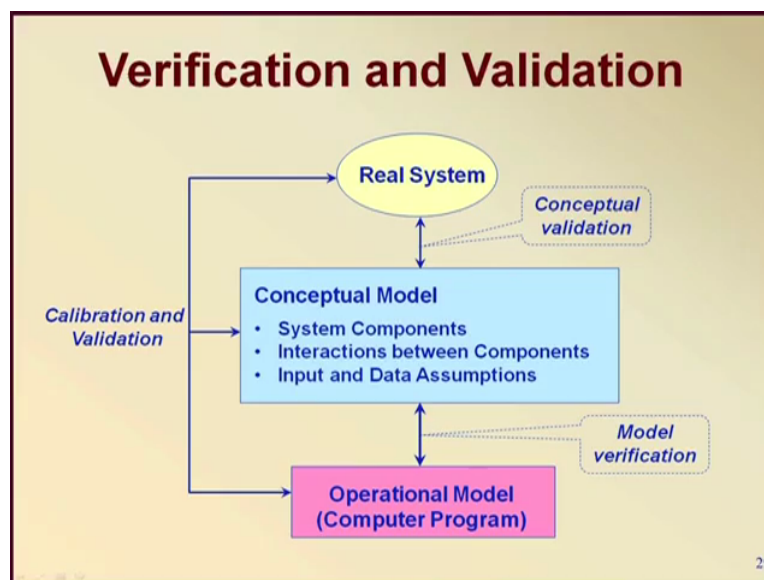 Verification and Validation
Real System
Conceptual
validation
Conceptual Model
• System Components
• Interactions between Components
• Input and Data Assumptions
Calibration and
Validation
Model
verification
Operational Model
(Computer Program)